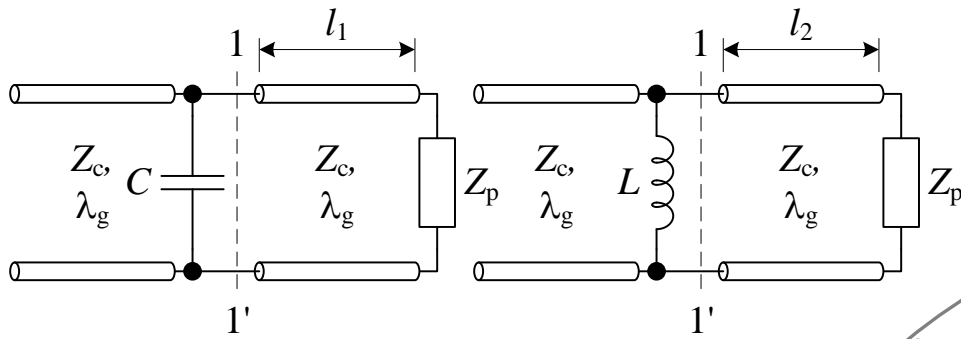 1 l₁ 1 l₂
Zc, λg C Zc, λg Zp Zc, λg L Zc, λg Zp
1' 1'